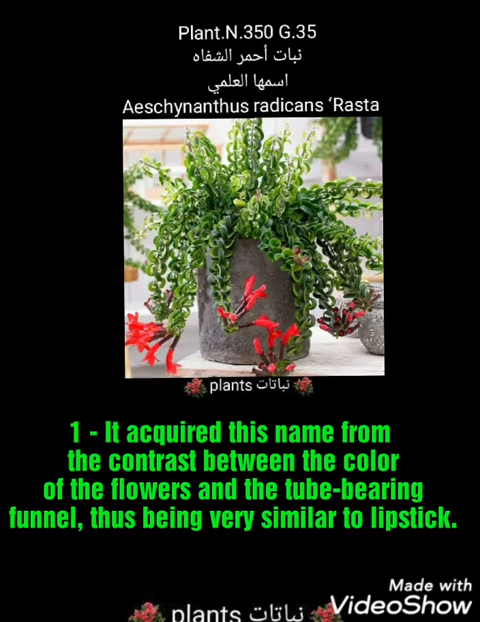 Plant.N.350 G.35
نبات أحمر الشفاه
اسمها العلمي
Aeschynanthus radicans ‘Rasta
plants نباتات
1 - It acquired this name from
the contrast between the color
of the flowers and the tube-bearing
funnel, thus being very similar to lipstick.
Made with
VideoShow
plants نباتات